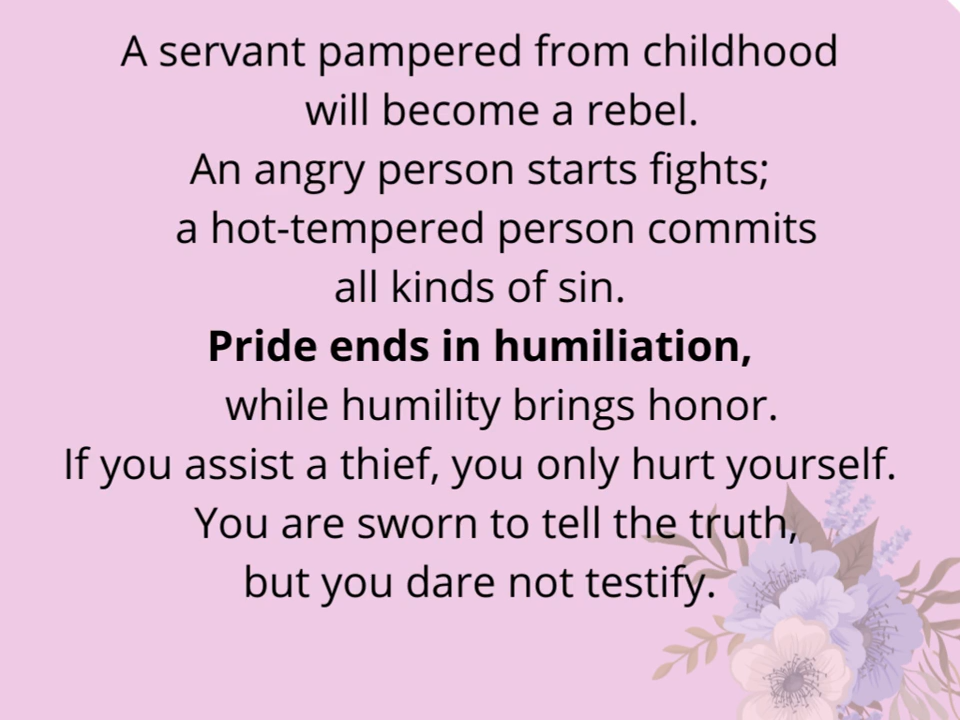 A servant pampered from childhood
will become a rebel.
An angry person starts fights;
a hot-tempered person commits
all kinds of sin.
Pride ends in humiliation,
while humility brings honor.
If you assist a thief, you only hurt yourself.
You are sworn to tell the truth,
but you dare not testify.